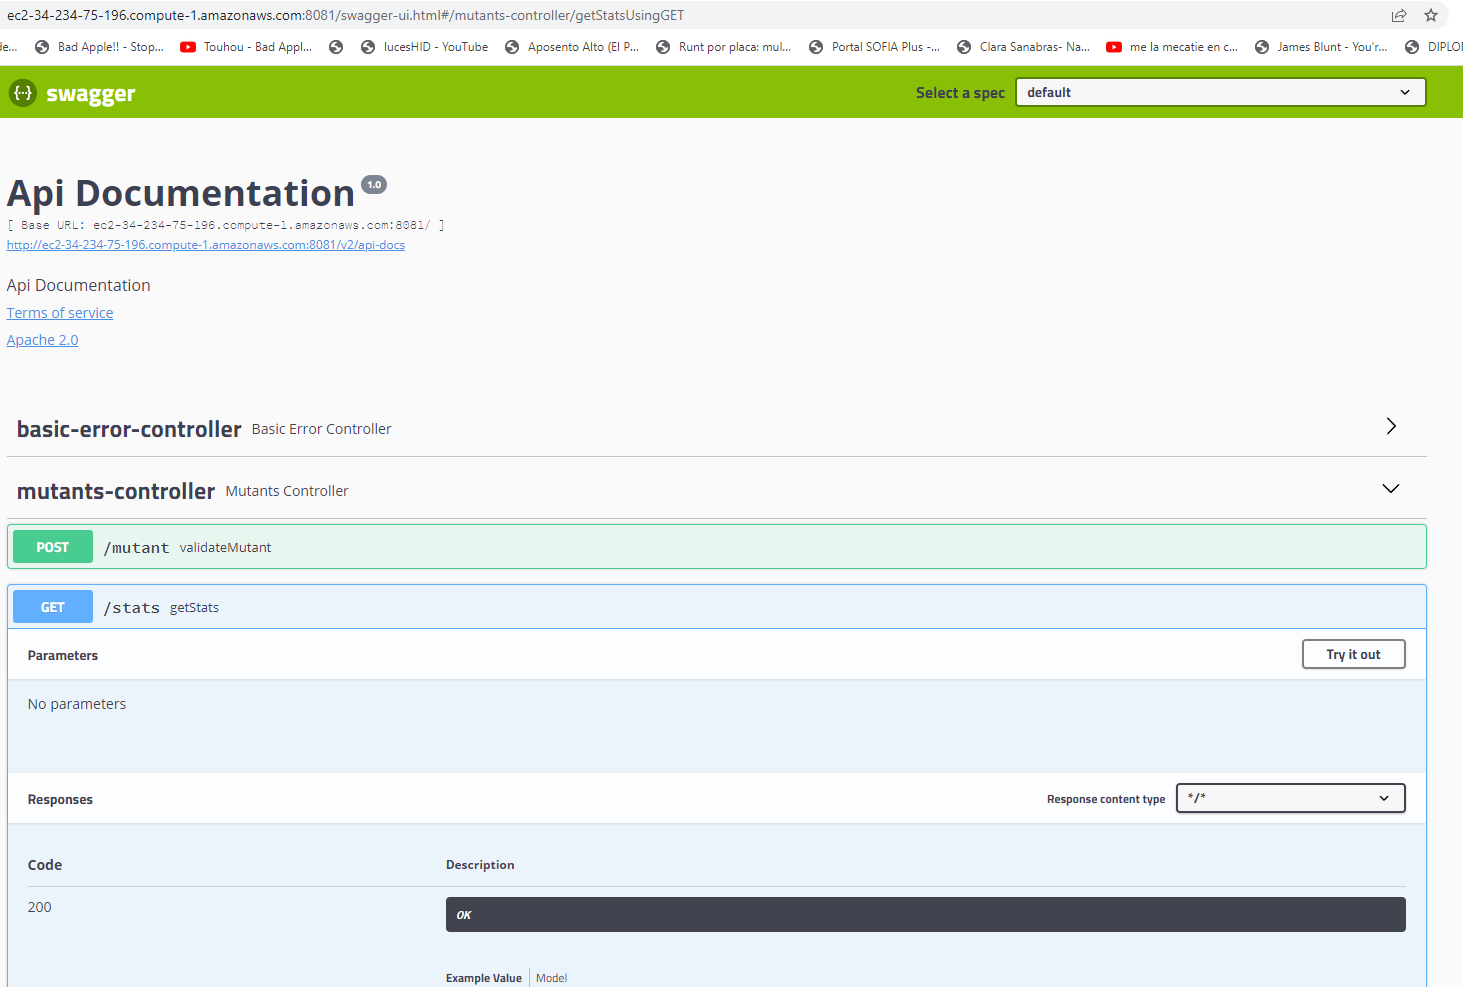 ec2-34-234-75-196.compute-1.amazonaws.com:8081/swagger-ui.html#/mutants-controller/getStatsUsingGET
de... Bad Apple!! - Stop... Touhou - Bad Appl... lucesHID - YouTube Aposento Alto (El P... Runt por placa: mul... Portal SOFIA Plus -... Clara Sanabras- Na... me la mecatie en c... James Blunt - You'r... DIPLO
{···} swagger Select a spec default
Api Documentation 1.0
[ Base URL: ec2-34-234-75-196.compute-1.amazonaws.com:8081/ ]
http://ec2-34-234-75-196.compute-1.amazonaws.com:8081/v2/api-docs
Api Documentation
Terms of service
Apache 2.0
basic-error-controller Basic Error Controller
mutants-controller Mutants Controller
POST /mutant validateMutant
GET /stats getStats
Parameters Try it out
No parameters
Responses Response content type */*
Code Description
200 OK
Example Value Model